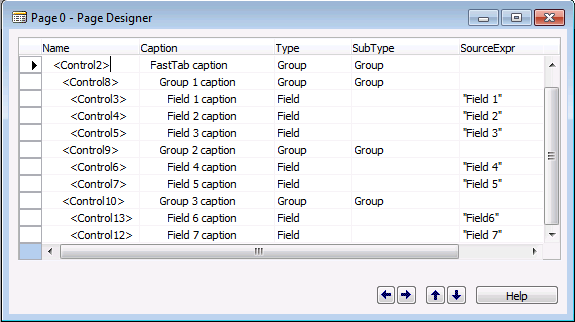 Page 0 - Page Designer
Name Caption Type SubType SourceExpr
<Control2> FastTab caption Group Group
<Control8> Group 1 caption Group Group
<Control3> Field 1 caption Field "Field 1"
<Control4> Field 2 caption Field "Field 2"
<Control5> Field 3 caption Field "Field 3"
<Control9> Group 2 caption Group Group
<Control6> Field 4 caption Field "Field 4"
<Control7> Field 5 caption Field "Field 5"
<Control10> Group 3 caption Group Group
<Control13> Field 6 caption Field "Field6"
<Control12> Field 7 caption Field "Field 7"
Help